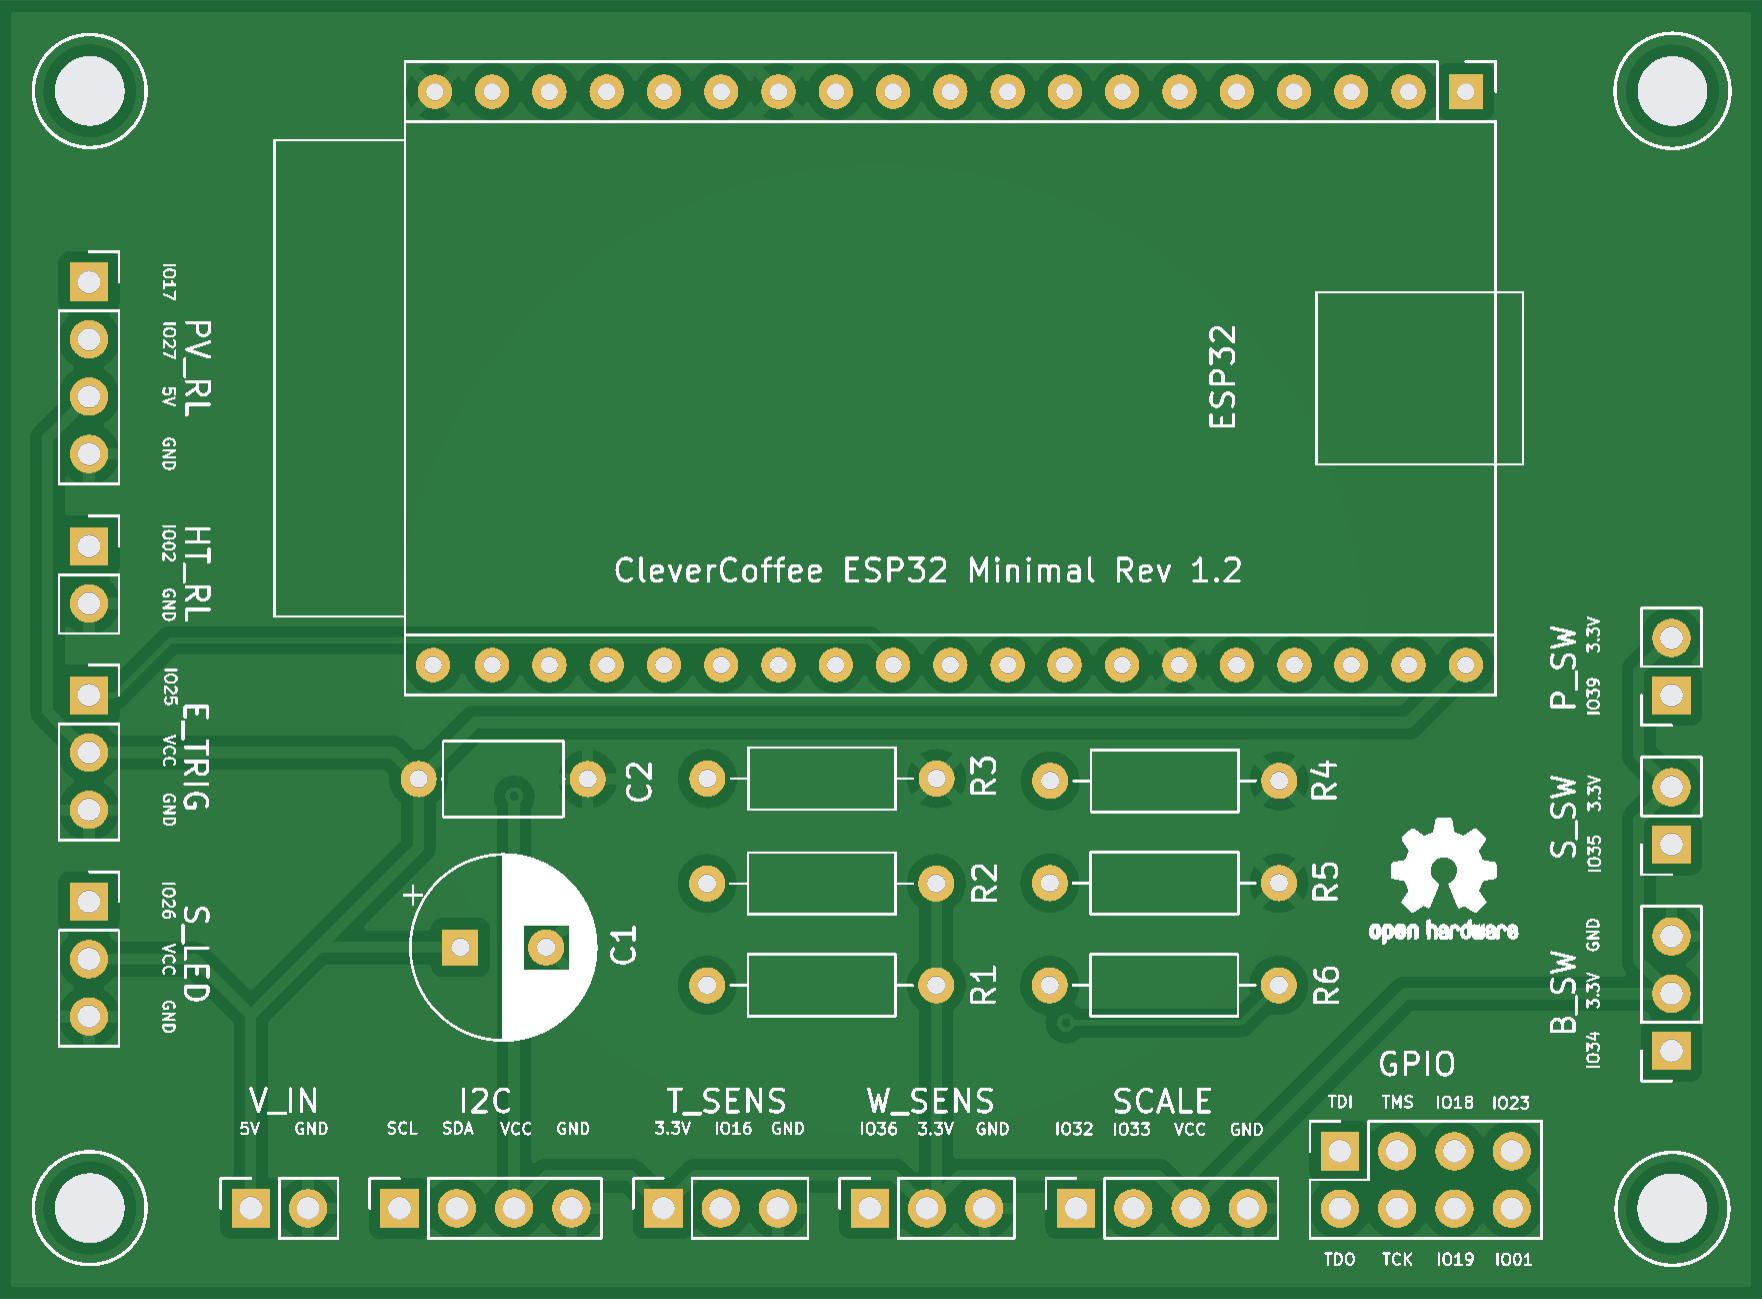 ESP32
CleverCoffee ESP32 Minimal Rev 1.2
IO17
IO27
5V
GND
PV_RL
IO02
GND
HT_RL
IO25
VCC
GND
E_TRIG
IO26
VCC
GND
S_LED
+
C2
C1
R3
R2
R1
R4
R5
R6
P_SW
3.3V
IO39
S_SW
3.3V
IO35
open hardware
B_SW
GND
3.3V
IO34
V_IN
5V GND
I2C
SCL SDA VCC GND
T_SENS
3.3V IO16 GND
W_SENS
IO36 3.3V GND
SCALE
IO32 IO33 VCC GND
GPIO
TDI TMS IO18 IO23
TDO TCK IO19 IO01